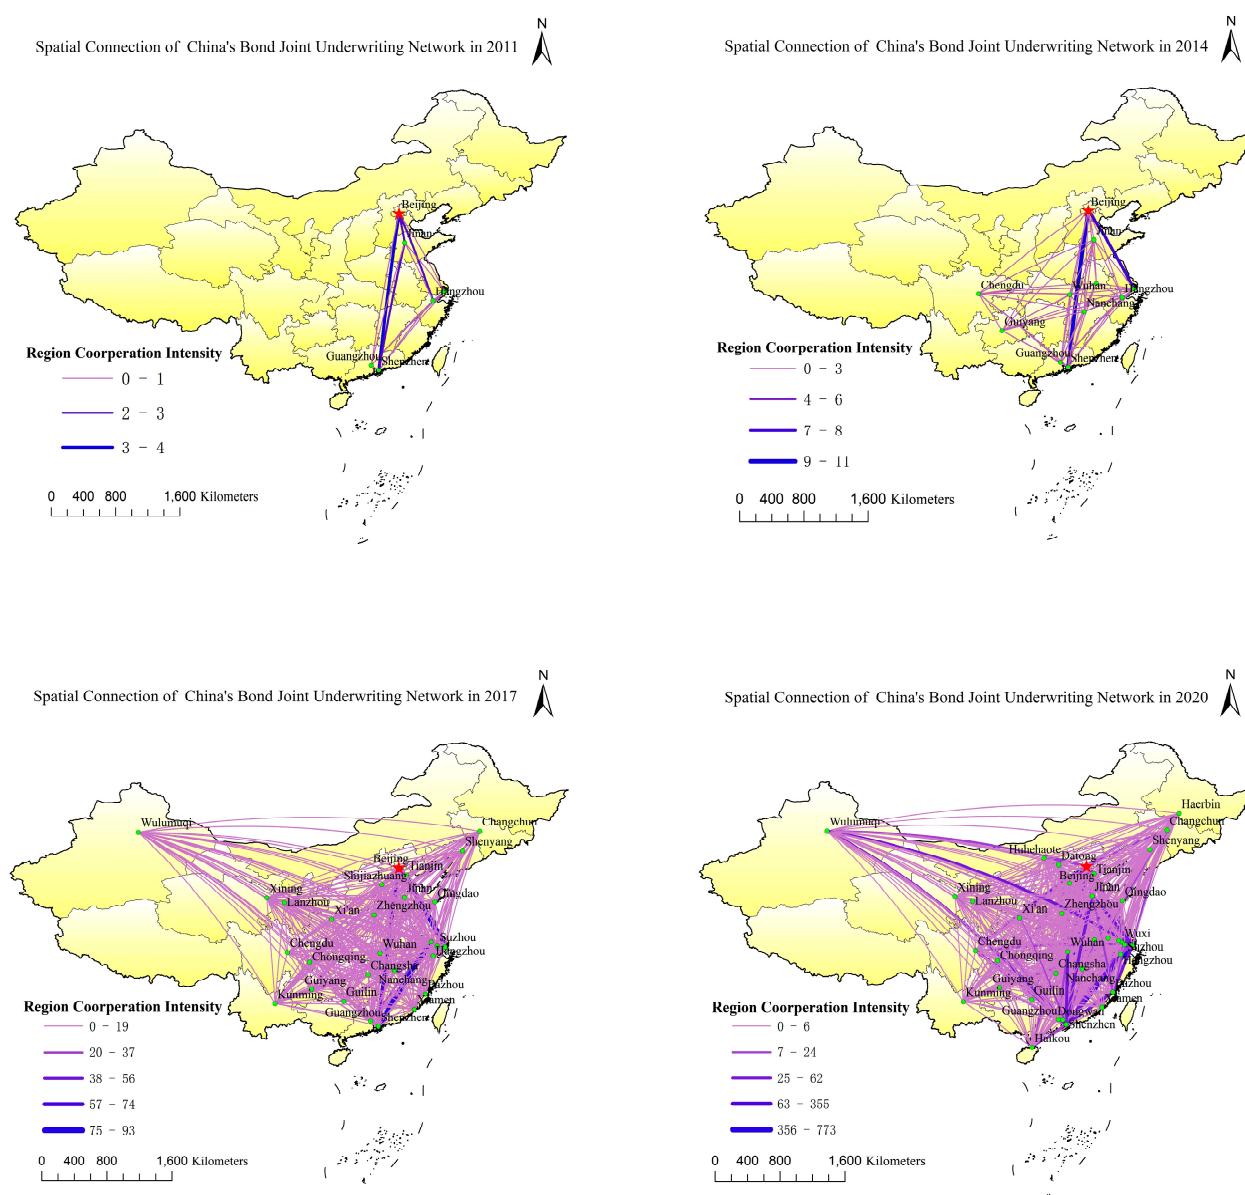 N
Spatial Connection of China's Bond Joint Underwriting Network in 2011
Beijing
Jinan
Hangzhou
Guangzhou
Shenzhen
Region Coorperation Intensity
0 - 1
2 - 3
3 - 4
0 400 800 1,600 Kilometers
N
Spatial Connection of China's Bond Joint Underwriting Network in 2014
Beijing
Jinan
Chengdu
Wuhan
Hangzhou
Nanchang
Guiyang
Guangzhou
Shenzhen
Region Coorperation Intensity
0 - 3
4 - 6
7 - 8
9 - 11
0 400 800 1,600 Kilometers
N
Spatial Connection of China's Bond Joint Underwriting Network in 2017
Wulumuqi
Changchun
Shenyang
Beijing
Tianjin
Shijiazhuang
Jinan
Qingdao
Xining
Lanzhou
Zhengzhou
Xi'an
Suzhou
Chengdu
Wuhan
Hangzhou
Chongqing
Changsha
Nanchang
Guiyang
Fuzhou
Kunming
Guilin
Xiamen
Guangzhou
Shenzhen
Region Coorperation Intensity
0 - 19
20 - 37
38 - 56
57 - 74
75 - 93
0 400 800 1,600 Kilometers
N
Spatial Connection of China's Bond Joint Underwriting Network in 2020
Haerbin
Wulumuqi
Changchun
Shenyang
Huhehaote
Datong
Tianjin
Beijing
Jinan
Qingdao
Xining
Lanzhou
Zhengzhou
Xi'an
Wuxi
Chengdu
Wuhan
Suzhou
Hangzhou
Chongqing
Changsha
Nanchang
Guiyang
Fuzhou
Kunming
Guilin
Xiamen
Guangzhou
Dongwan
Shenzhen
Haikou
Region Coorperation Intensity
0 - 6
7 - 24
25 - 62
63 - 355
356 - 773
0 400 800 1,600 Kilometers